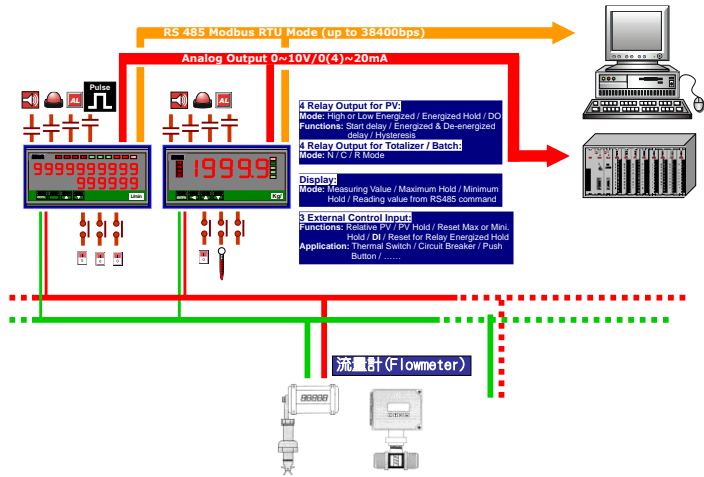 RS 485 Modbus RTU Mode (up to 38400bps)
Analog Output 0~10V/0(4)~20mA
Pulse
AL
AL
4 Relay Output for PV:
Mode: High or Low Energized / Energized Hold / DO
Functions: Start delay / Energized & De-energized
delay / Hysteresis
4 Relay Output for Totalizer / Batch:
Mode: N / C / R Mode
Display:
Mode: Measuring Value / Maximum Hold / Minimum
Hold / Reading value from RS485 command
3 External Control Input:
Functions: Relative PV / PV Hold / Reset Max or Mini.
Hold / DI / Reset for Relay Energized Hold
Application: Thermal Switch / Circuit Breaker / Push
Button / ......
9999999999
999999
L/min
1999.9
Kg/
流量計(Flowmeter)
88888